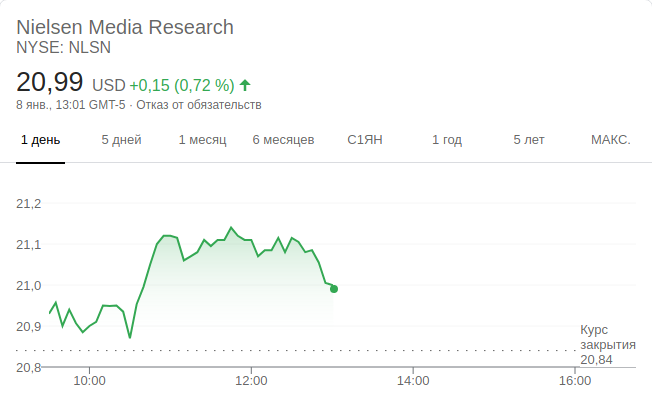 Nielsen Media Research
NYSE: NLSN
20,99 USD +0,15 (0,72 %)
8 янв., 13:01 GMT-5 · Отказ от обязательств
1 день 5 дней 1 месяц 6 месяцев С1ЯН 1 год 5 лет МАКС.
21,2
21,1
21,0
20,9
Курс
закрытия
20,84
20,8
10:00 12:00 14:00 16:00